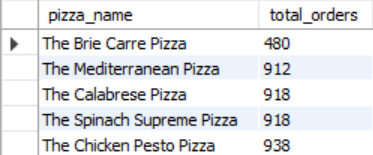 pizza_name total_orders
The Brie Carre Pizza 480
The Mediterranean Pizza 912
The Calabrese Pizza 918
The Spinach Supreme Pizza 918
The Chicken Pesto Pizza 938